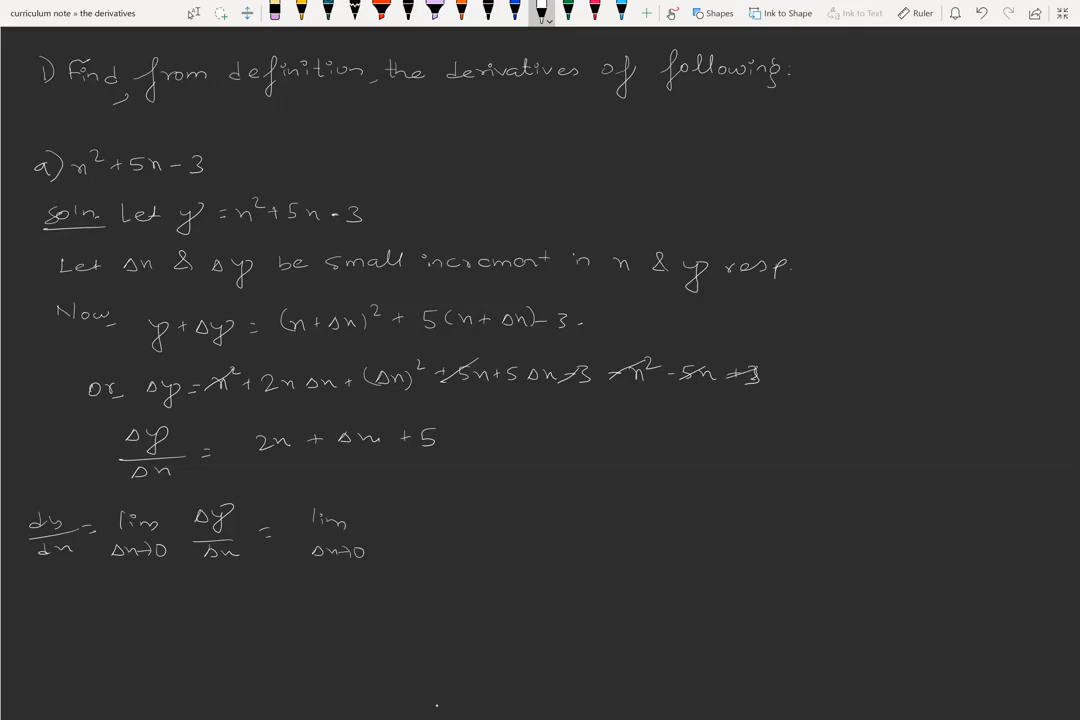 curriculum note » the derivatives
Shapes Ink to Shape Ink to Text Ruler
1) Find, from definition, the derivatives of following:
a) x² + 5x - 3
Soln. Let y = x² + 5x - 3
Let Δx & Δy be small increment in x & y resp.
Now, y + Δy = (x + Δx)² + 5(x + Δx) - 3.
Or, Δy = x² + 2x Δx + (Δx)² + 5x + 5 Δx - 3 - x² - 5x + 3
Δy/Δx = 2x + Δx + 5
dy/dx = lim Δx→0 Δy/Δx = lim Δx→0